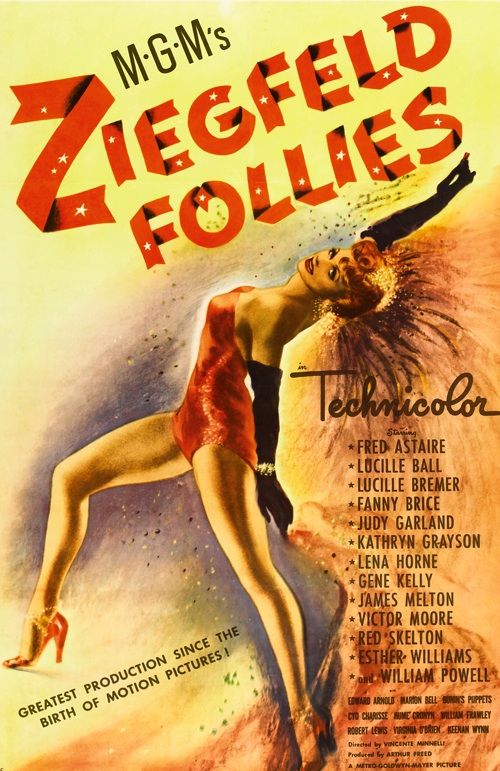 M·G·M's
ZIEGFELD
FOLLIES
in
Technicolor
Starring
★ FRED ASTAIRE
★ LUCILLE BALL
★ LUCILLE BREMER
★ FANNY BRICE
★ JUDY GARLAND
★ KATHRYN GRAYSON
★ LENA HORNE
★ GENE KELLY
★ JAMES MELTON
★ VICTOR MOORE
★ RED SKELTON
★ ESTHER WILLIAMS
★ and WILLIAM POWELL
EDWARD ARNOLD MARION BELL BUNIN'S PUPPETS
CYD CHARISSE HUME CRONYN WILLIAM FRAWLEY
ROBERT LEWIS VIRGINIA O'BRIEN KEENAN WYNN
Directed by VINCENTE MINNELLI
Produced by ARTHUR FREED
A METRO-GOLDWYN-MAYER PICTURE
GREATEST PRODUCTION SINCE THE
BIRTH OF MOTION PICTURES!